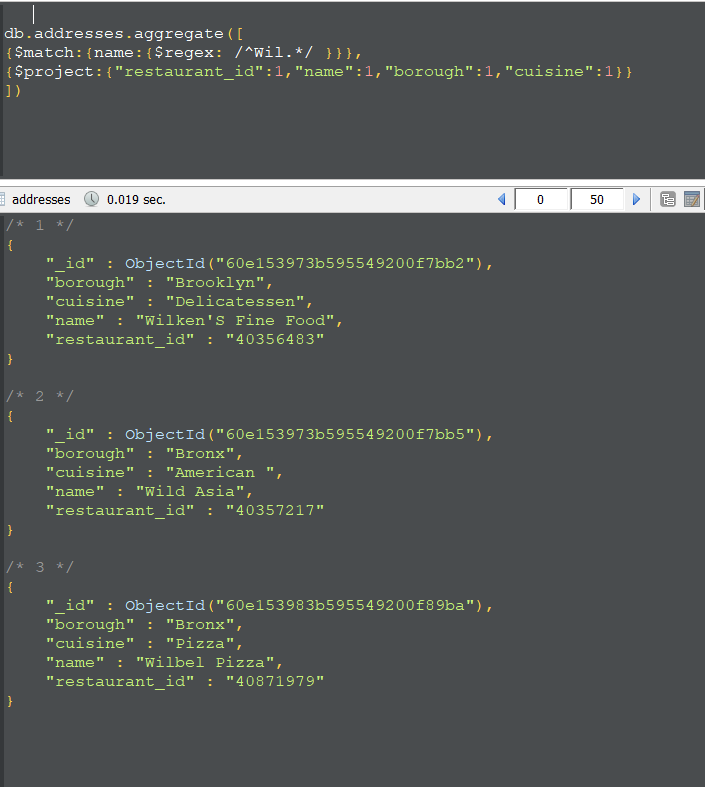 db.addresses.aggregate([
{$match:{name:{$regex: /^Wil.*/ }}},
{$project:{"restaurant_id":1,"name":1,"borough":1,"cuisine":1}}
])
addresses 0.019 sec. 0 50
/* 1 */
{
    "_id" : ObjectId("60e153973b595549200f7bb2"),
    "borough" : "Brooklyn",
    "cuisine" : "Delicatessen",
    "name" : "Wilken'S Fine Food",
    "restaurant_id" : "40356483"
}
/* 2 */
{
    "_id" : ObjectId("60e153973b595549200f7bb5"),
    "borough" : "Bronx",
    "cuisine" : "American ",
    "name" : "Wild Asia",
    "restaurant_id" : "40357217"
}
/* 3 */
{
    "_id" : ObjectId("60e153983b595549200f89ba"),
    "borough" : "Bronx",
    "cuisine" : "Pizza",
    "name" : "Wilbel Pizza",
    "restaurant_id" : "40871979"
}